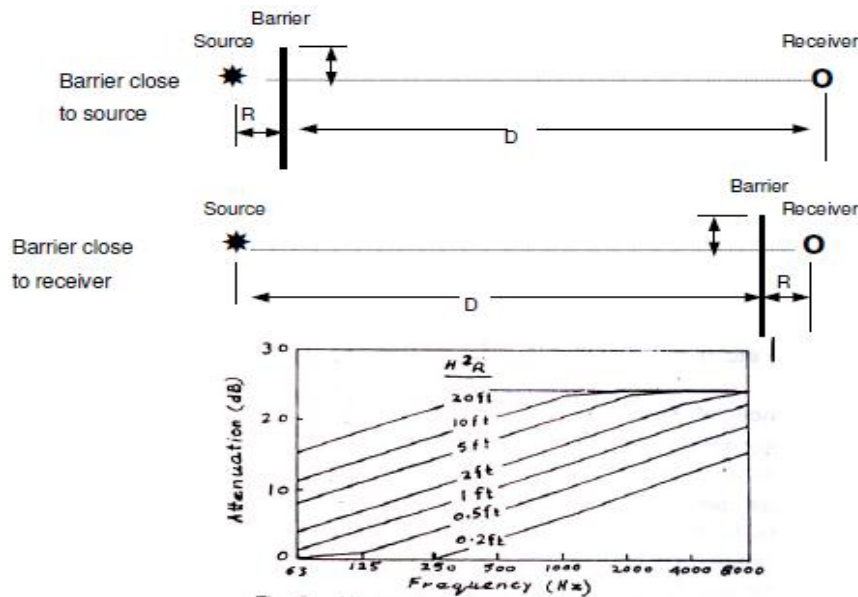 Barrier
Source
Receiver
Barrier close
to source
R
D
Barrier
Source
Receiver
Barrier close
to receiver
D
R
30
20
10
0
Attenuation (dB)
H²R
20ft
10ft
5ft
2ft
1ft
0.5ft
0.2ft
63 125 250 500 1000 2000 4000 8000
Frequency (Hz)